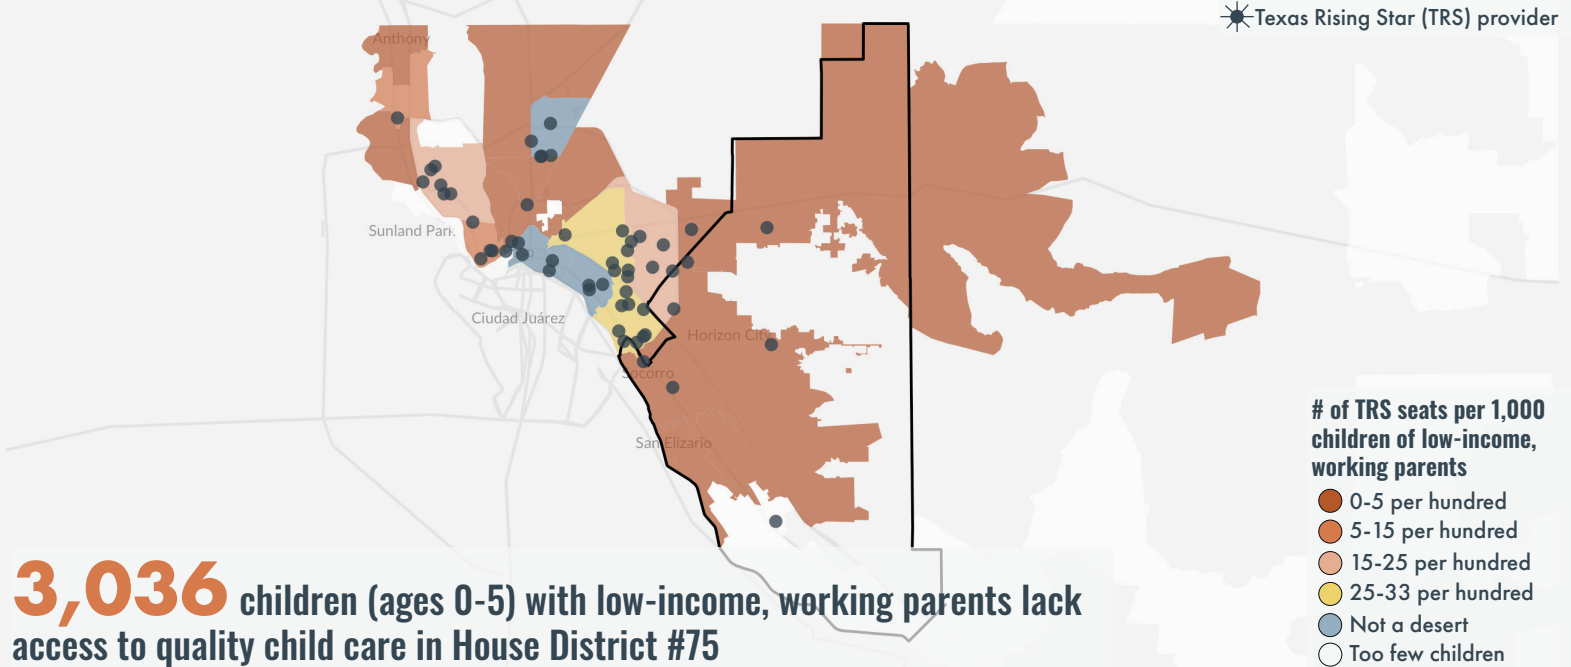 Texas Rising Star (TRS) provider
Anthony
Sunland Park
Ciudad Juárez
Horizon City
Socorro
San Elizario
# of TRS seats per 1,000
children of low-income,
working parents
0-5 per hundred
5-15 per hundred
15-25 per hundred
25-33 per hundred
Not a desert
Too few children
3,036 children (ages 0-5) with low-income, working parents lack
access to quality child care in House District #75